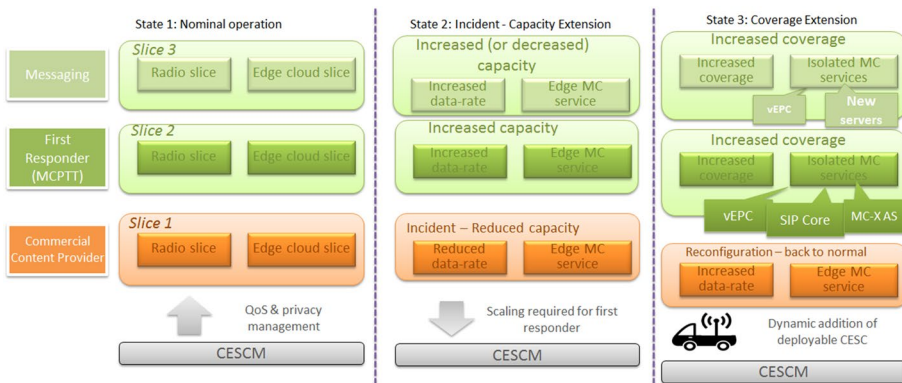 State 1: Nominal operation
State 2: Incident - Capacity Extension
State 3: Coverage Extension
Messaging
First
Responder
(MCPTT)
Commercial
Content Provider
Slice 3
Radio slice
Edge cloud slice
Slice 2
Radio slice
Edge cloud slice
Slice 1
Radio slice
Edge cloud slice
QoS & privacy
management
CESCM
Increased (or decreased)
capacity
Increased
data-rate
Edge MC
service
Increased capacity
Increased
data-rate
Edge MC
service
Incident – Reduced capacity
Reduced
data-rate
Edge MC
service
Scaling required for first
responder
CESCM
Increased coverage
Increased
coverage
Isolated MC
services
vEPC
New
servers
Increased coverage
Increased
coverage
Isolated MC
services
vEPC
SIP Core
MC-X AS
Reconfiguration – back to normal
Increased
data-rate
Edge MC
service
Dynamic addition of
deployable CESC
CESCM